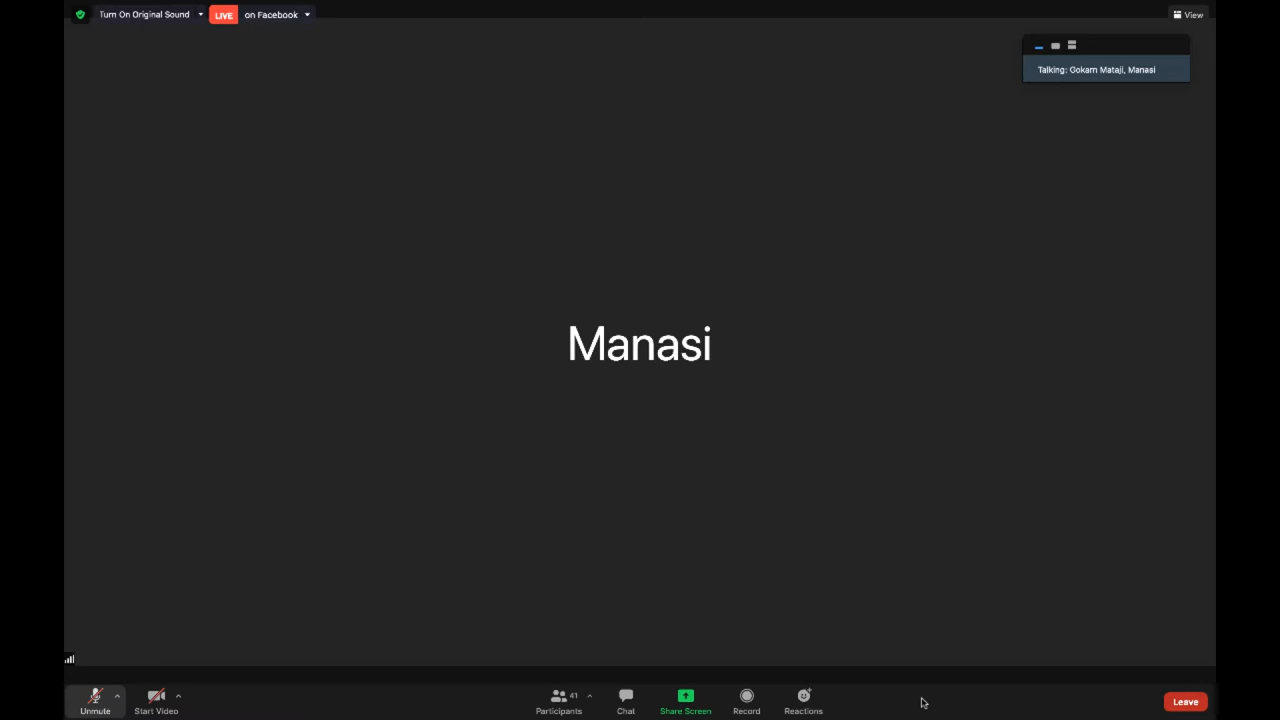 Turn On Original Sound
LIVE on Facebook
View
Talking: Gokarn Mataji, Manasi
Manasi
Unmute
Start Video
41
Participants
Chat
Share Screen
Record
Reactions
Leave